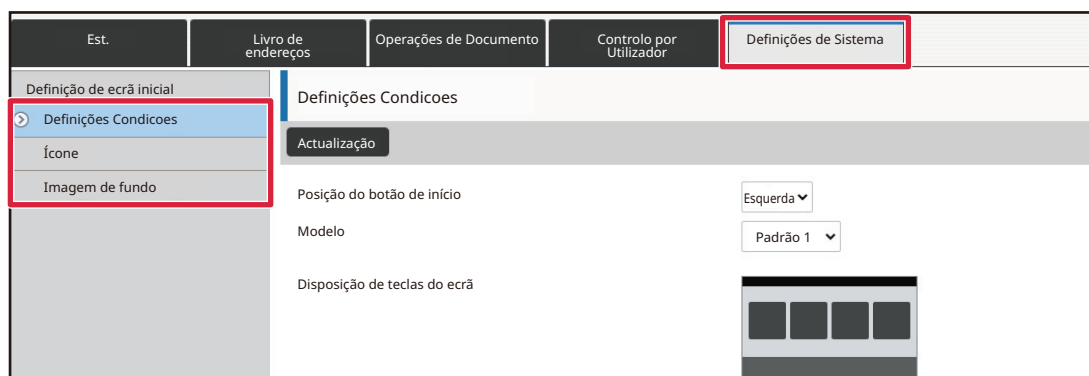 Est.
Livro de
endereços
Operações de Documento
Controlo por
Utilizador
Definições de Sistema
Definição de ecrã inicial
Definições Condicoes
Ícone
Imagem de fundo
Definições Condicoes
Actualização
Posição do botão de início
Esquerda
Modelo
Padrão 1
Disposição de teclas do ecrã